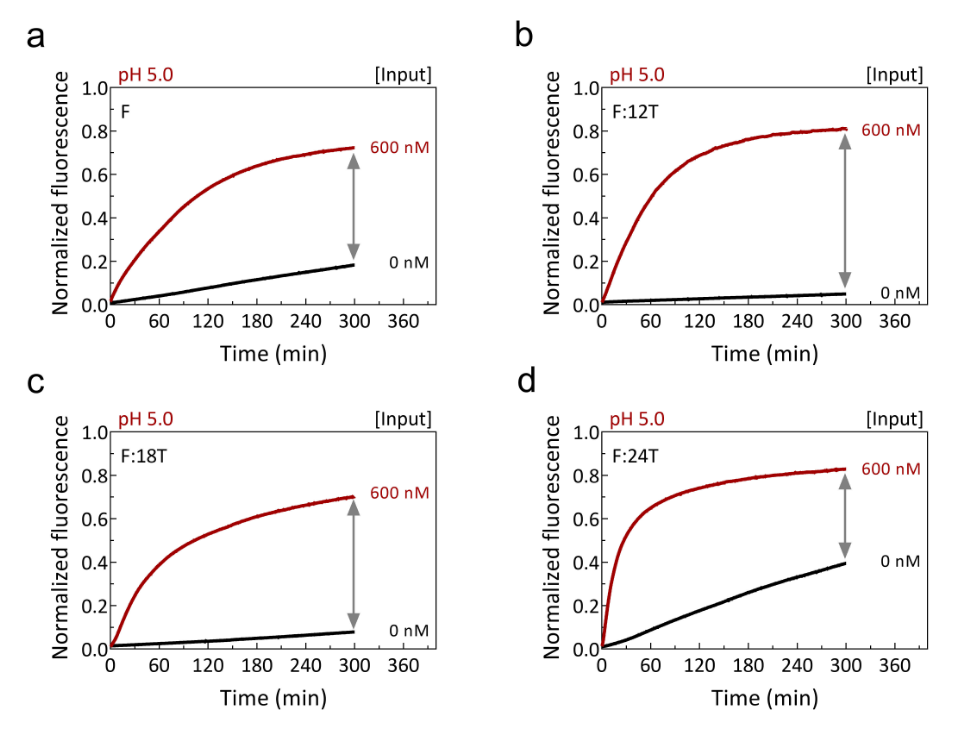 a
pH 5.0 [Input]
Normalized fluorescence
1.0
0.8
0.6
0.4
0.2
0.0
F
600 nM
0 nM
0 60 120 180 240 300 360
Time (min)
b
pH 5.0 [Input]
Normalized fluorescence
1.0
0.8
0.6
0.4
0.2
0.0
F:12T
600 nM
0 nM
0 60 120 180 240 300 360
Time (min)
c
pH 5.0 [Input]
Normalized fluorescence
1.0
0.8
0.6
0.4
0.2
0.0
F:18T
600 nM
0 nM
0 60 120 180 240 300 360
Time (min)
d
pH 5.0 [Input]
Normalized fluorescence
1.0
0.8
0.6
0.4
0.2
0.0
F:24T
600 nM
0 nM
0 60 120 180 240 300 360
Time (min)